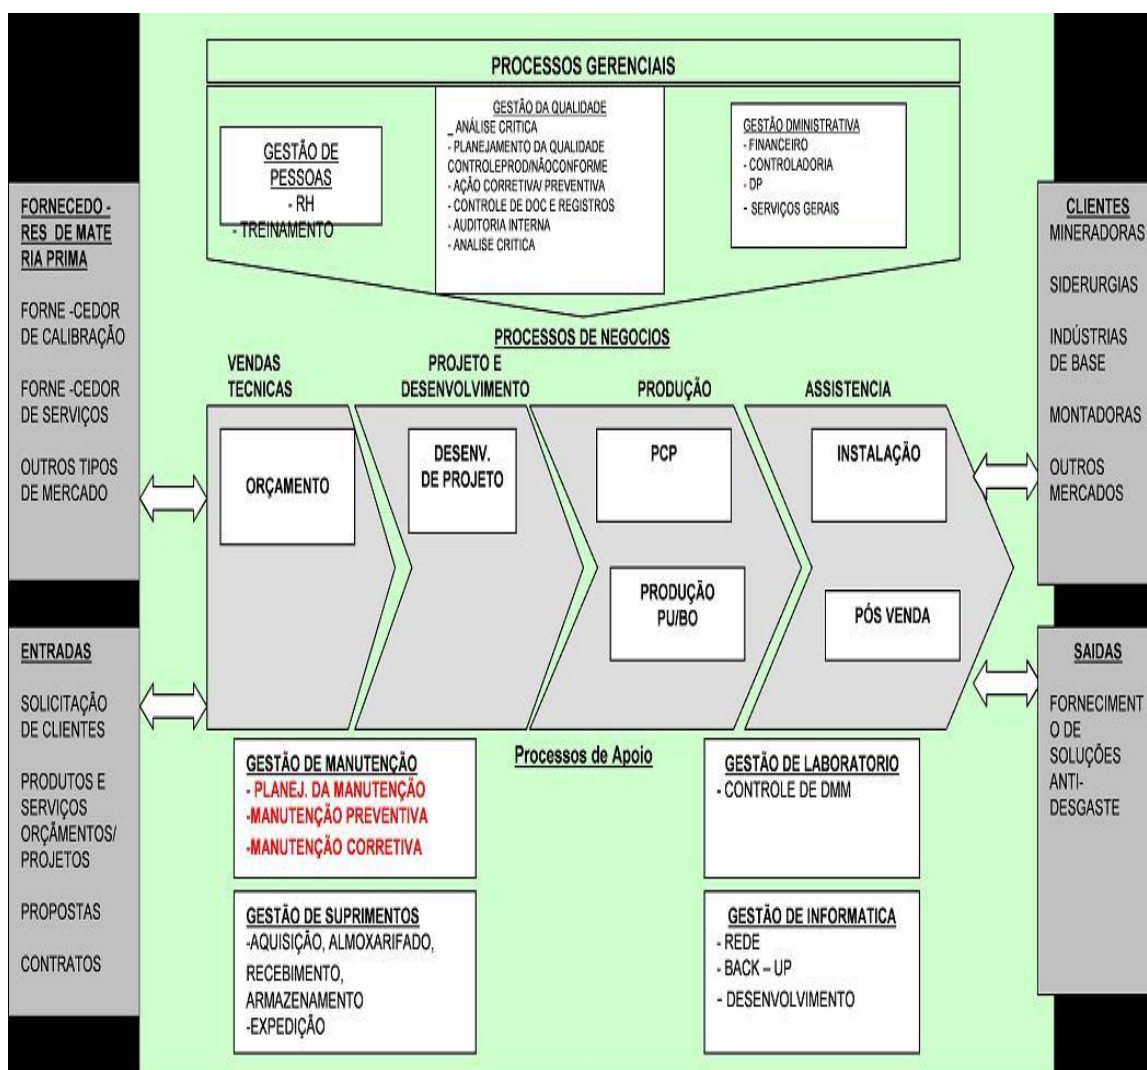 PROCESSOS GERENCIAIS
GESTÃO DE
PESSOAS
- RH
- TREINAMENTO
GESTÃO DA QUALIDADE
_ ANÁLISE CRITICA
- PLANEJAMENTO DA QUALIDADE
CONTROLEPROD/NÃOCONFORME
- AÇÃO CORRETIVA/ PREVENTIVA
- CONTROLE DE DOC E REGISTROS
- AUDITORIA INTERNA
- ANALISE CRITICA
GESTÃO DMINISTRATIVA
- FINANCEIRO
- CONTROLADORIA
- DP
- SERVIÇOS GERAIS
FORNECEDO -
RES DE MATE
RIA PRIMA
FORNE -CEDOR
DE CALIBRAÇÃO
FORNE -CEDOR
DE SERVIÇOS
OUTROS TIPOS
DE MERCADO
CLIENTES
MINERADORAS
SIDERURGIAS
INDÚSTRIAS
DE BASE
MONTADORAS
OUTROS
MERCADOS
PROCESSOS DE NEGOCIOS
VENDAS
TECNICAS
PROJETO E
DESENVOLVIMENTO
PRODUÇÃO
ASSISTENCIA
ORÇAMENTO
DESENV.
DE PROJETO
PCP
PRODUÇÃO
PU/BO
INSTALAÇÃO
PÓS VENDA
ENTRADAS
SOLICITAÇÃO
DE CLIENTES
PRODUTOS E
SERVIÇOS
ORÇÂMENTOS/
PROJETOS
PROPOSTAS
CONTRATOS
SAIDAS
FORNECIMENT
O DE
SOLUÇÕES
ANTI-
DESGASTE
Processos de Apoio
GESTÃO DE MANUTENÇÃO
- PLANEJ. DA MANUTENÇÃO
-MANUTENÇÃO PREVENTIVA
-MANUTENÇÃO CORRETIVA
GESTÃO DE LABORATORIO
- CONTROLE DE DMM
GESTÃO DE SUPRIMENTOS
-AQUISIÇÃO, ALMOXARIFADO,
RECEBIMENTO,
ARMAZENAMENTO
-EXPEDIÇÃO
GESTÃO DE INFORMATICA
- REDE
- BACK – UP
- DESENVOLVIMENTO